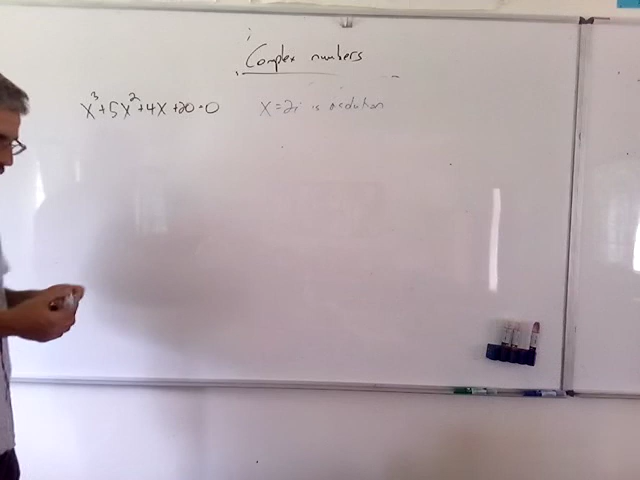 Complex numbers
x³+5x²+4x+20=0 x=2i is a solution